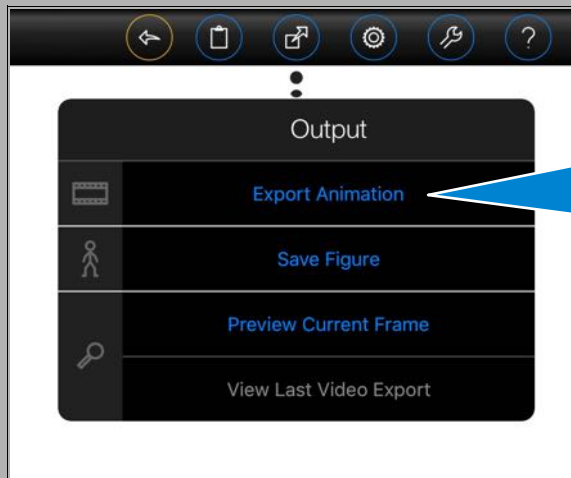 ?
Output
Export Animation
Save Figure
Preview Current Frame
View Last Video Export